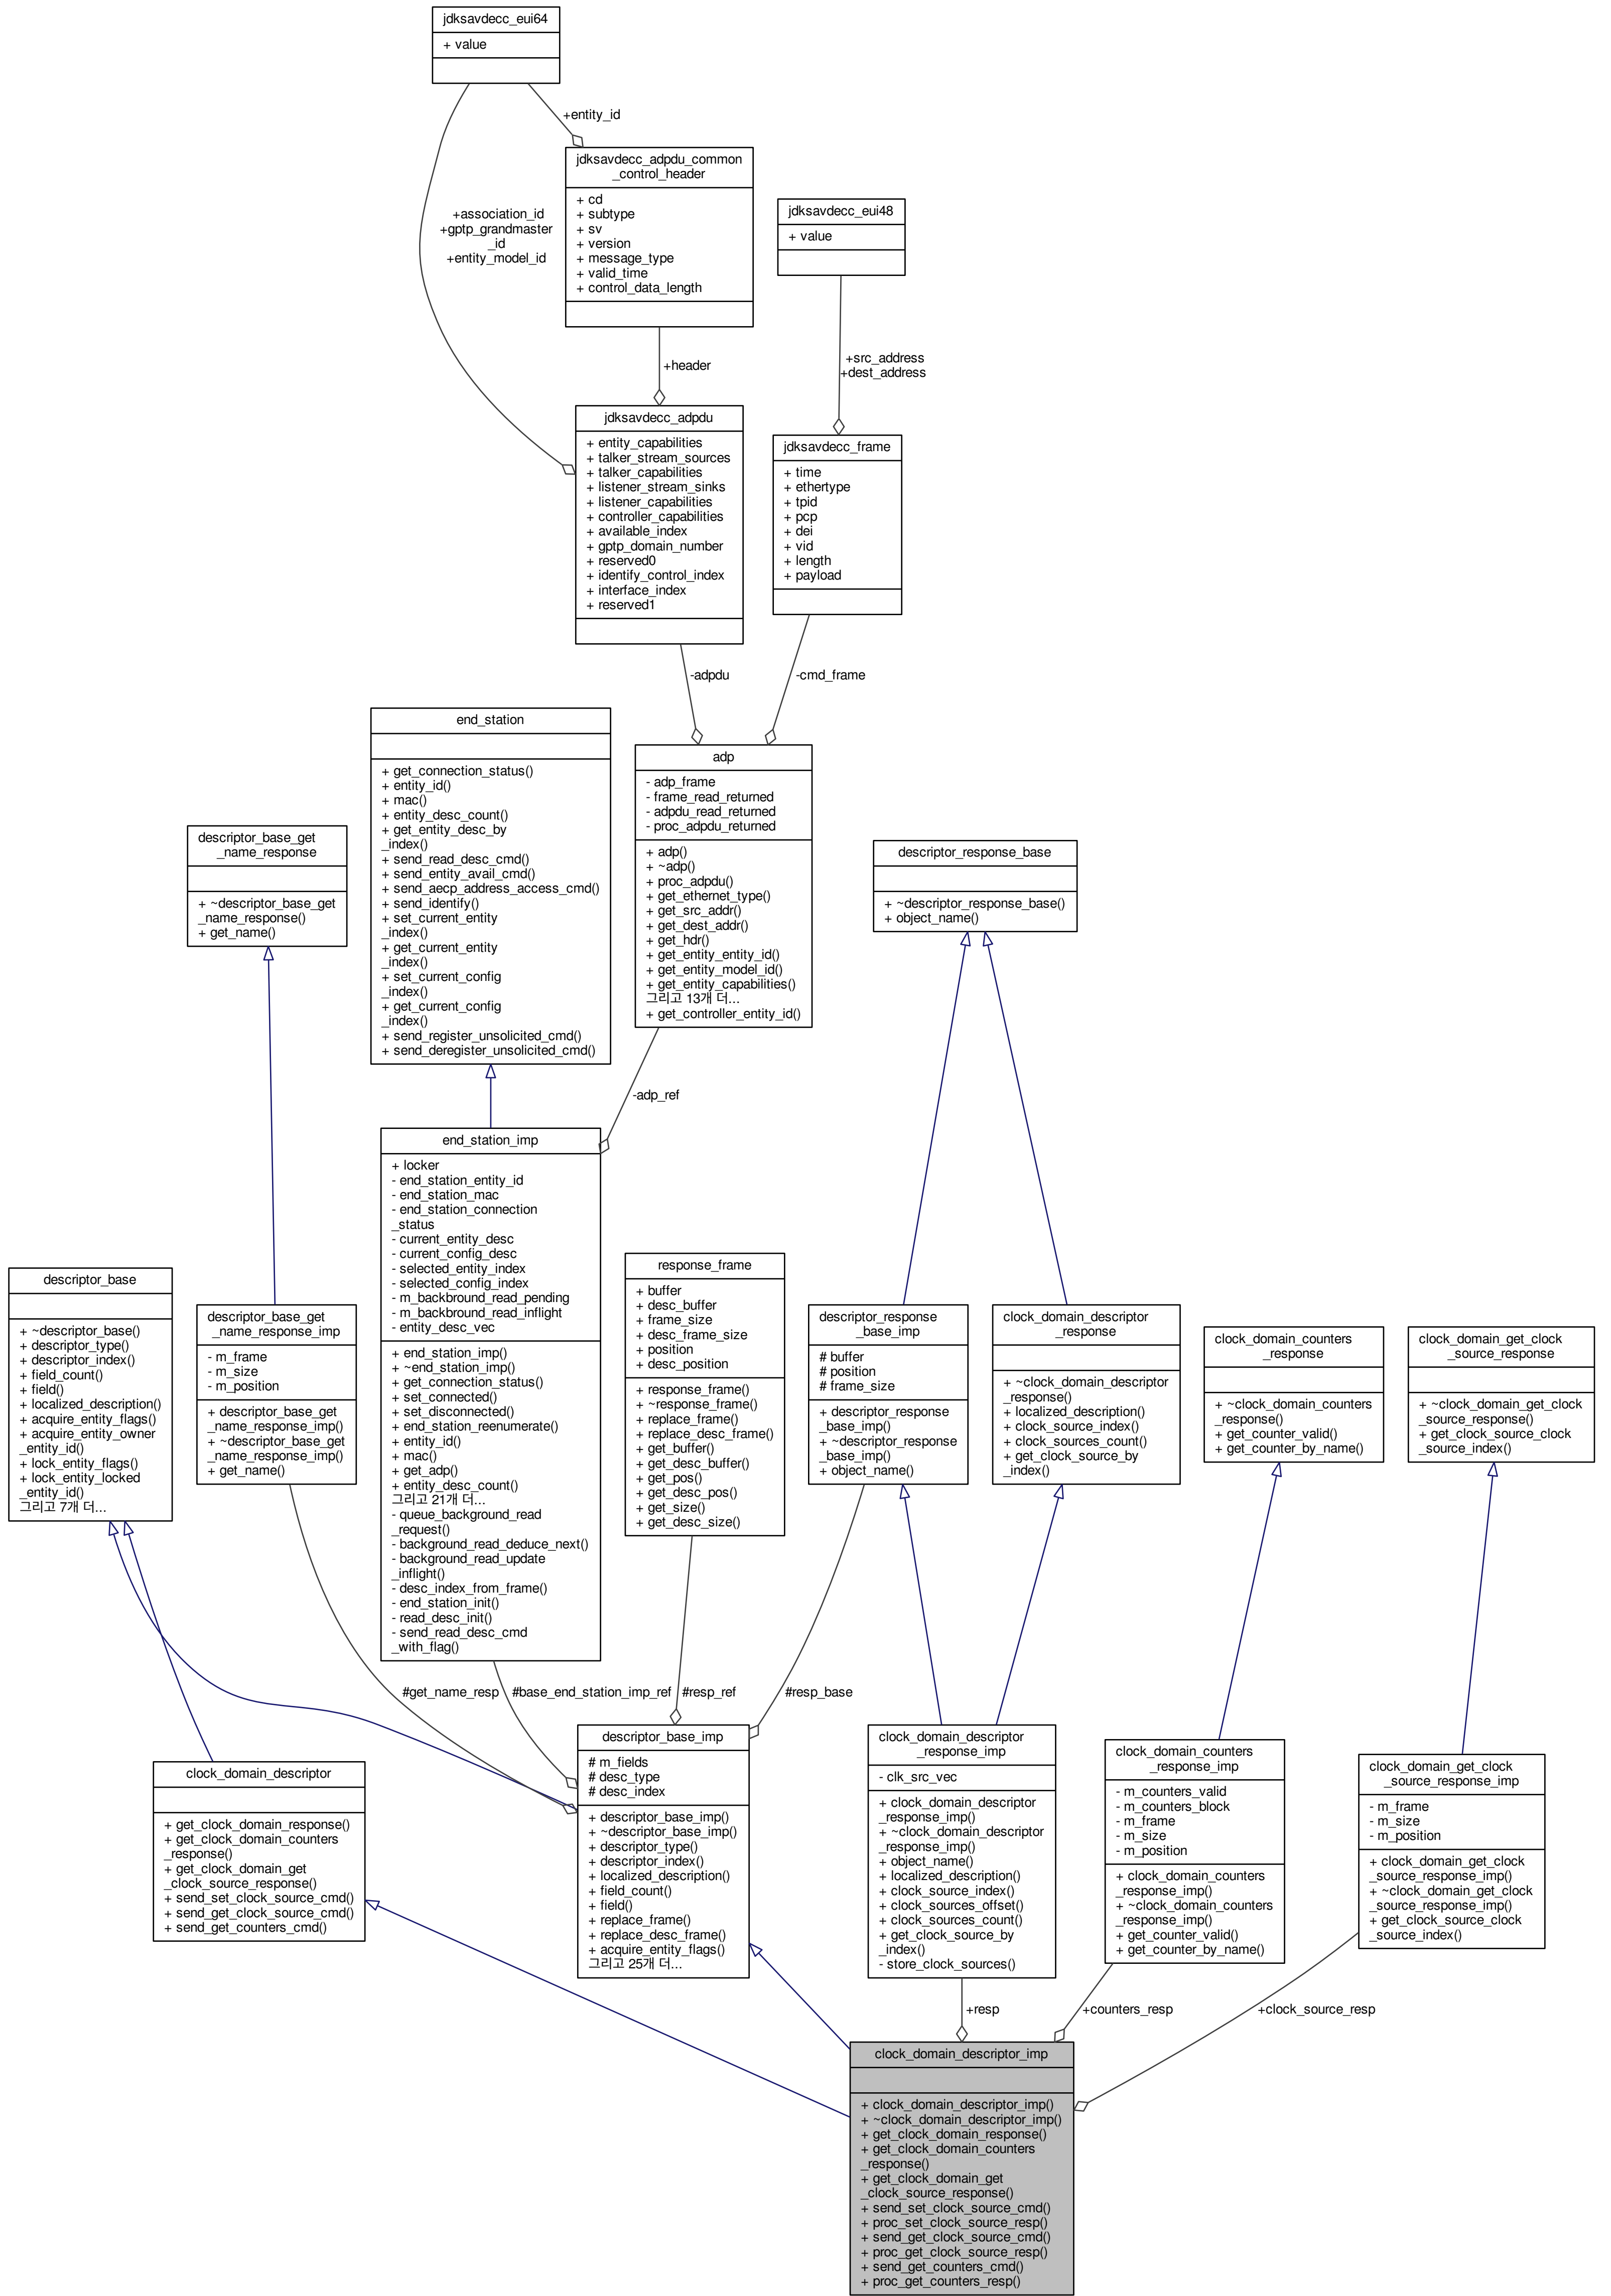 jdksavdecc_eui64
+ value
+entity_id
jdksavdecc_adpdu_common
_control_header
+ cd
+ subtype
+ sv
+ version
+ message_type
+ valid_time
+ control_data_length
jdksavdecc_eui48
+ value
+association_id
+gptp_grandmaster
_id
+entity_model_id
+header
+src_address
+dest_address
jdksavdecc_adpdu
+ entity_capabilities
+ talker_stream_sources
+ talker_capabilities
+ listener_stream_sinks
+ listener_capabilities
+ controller_capabilities
+ available_index
+ gptp_domain_number
+ reserved0
+ identify_control_index
+ interface_index
+ reserved1
jdksavdecc_frame
+ time
+ ethertype
+ tpid
+ pcp
+ dei
+ vid
+ length
+ payload
-adpdu
-cmd_frame
end_station
+ get_connection_status()
+ entity_id()
+ mac()
+ entity_desc_count()
+ get_entity_desc_by
_index()
+ send_read_desc_cmd()
+ send_entity_avail_cmd()
+ send_aecp_address_access_cmd()
+ send_identify()
+ set_current_entity
_index()
+ get_current_entity
_index()
+ set_current_config
_index()
+ get_current_config
_index()
+ send_register_unsolicited_cmd()
+ send_deregister_unsolicited_cmd()
adp
- adp_frame
- frame_read_returned
- adpdu_read_returned
- proc_adpdu_returned
+ adp()
+ ~adp()
+ proc_adpdu()
+ get_ethernet_type()
+ get_src_addr()
+ get_dest_addr()
+ get_hdr()
+ get_entity_entity_id()
+ get_entity_model_id()
+ get_entity_capabilities()
그리고 13개 더...
+ get_controller_entity_id()
descriptor_base_get
_name_response
+ ~descriptor_base_get
_name_response()
+ get_name()
descriptor_response_base
+ ~descriptor_response_base()
+ object_name()
-adp_ref
end_station_imp
+ locker
- end_station_entity_id
- end_station_mac
- end_station_connection
_status
- current_entity_desc
- current_config_desc
- selected_entity_index
- selected_config_index
- m_backbround_read_pending
- m_backbround_read_inflight
- entity_desc_vec
+ end_station_imp()
+ ~end_station_imp()
+ get_connection_status()
+ set_connected()
+ set_disconnected()
+ end_station_reenumerate()
+ entity_id()
+ mac()
+ get_adp()
+ entity_desc_count()
그리고 21개 더...
- queue_background_read
_request()
- background_read_deduce_next()
- background_read_update
_inflight()
- desc_index_from_frame()
- end_station_init()
- read_desc_init()
- send_read_desc_cmd
_with_flag()
descriptor_base
+ ~descriptor_base()
+ descriptor_type()
+ descriptor_index()
+ field_count()
+ field()
+ localized_description()
+ acquire_entity_flags()
+ acquire_entity_owner
_entity_id()
+ lock_entity_flags()
+ lock_entity_locked
_entity_id()
그리고 7개 더...
descriptor_base_get
_name_response_imp
- m_frame
- m_size
- m_position
+ descriptor_base_get
_name_response_imp()
+ ~descriptor_base_get
_name_response_imp()
+ get_name()
response_frame
+ buffer
+ desc_buffer
+ frame_size
+ desc_frame_size
+ position
+ desc_position
+ response_frame()
+ ~response_frame()
+ replace_frame()
+ replace_desc_frame()
+ get_buffer()
+ get_desc_buffer()
+ get_pos()
+ get_desc_pos()
+ get_size()
+ get_desc_size()
descriptor_response
_base_imp
# buffer
# position
# frame_size
+ descriptor_response
_base_imp()
+ ~descriptor_response
_base_imp()
+ object_name()
clock_domain_descriptor
_response
+ ~clock_domain_descriptor
_response()
+ localized_description()
+ clock_source_index()
+ clock_sources_count()
+ get_clock_source_by
_index()
clock_domain_counters
_response
+ ~clock_domain_counters
_response()
+ get_counter_valid()
+ get_counter_by_name()
clock_domain_get_clock
_source_response
+ ~clock_domain_get_clock
_source_response()
+ get_clock_source_clock
_source_index()
#get_name_resp
#base_end_station_imp_ref
#resp_ref
#resp_base
clock_domain_descriptor
+ get_clock_domain_response()
+ get_clock_domain_counters
_response()
+ get_clock_domain_get
_clock_source_response()
+ send_set_clock_source_cmd()
+ send_get_clock_source_cmd()
+ send_get_counters_cmd()
descriptor_base_imp
# m_fields
# desc_type
# desc_index
+ descriptor_base_imp()
+ ~descriptor_base_imp()
+ descriptor_type()
+ descriptor_index()
+ localized_description()
+ field_count()
+ field()
+ replace_frame()
+ replace_desc_frame()
+ acquire_entity_flags()
그리고 25개 더...
clock_domain_descriptor
_response_imp
- clk_src_vec
+ clock_domain_descriptor
_response_imp()
+ ~clock_domain_descriptor
_response_imp()
+ object_name()
+ localized_description()
+ clock_source_index()
+ clock_sources_offset()
+ clock_sources_count()
+ get_clock_source_by
_index()
- store_clock_sources()
clock_domain_counters
_response_imp
- m_counters_valid
- m_counters_block
- m_frame
- m_size
- m_position
+ clock_domain_counters
_response_imp()
+ ~clock_domain_counters
_response_imp()
+ get_counter_valid()
+ get_counter_by_name()
clock_domain_get_clock
_source_response_imp
- m_frame
- m_size
- m_position
+ clock_domain_get_clock
_source_response_imp()
+ ~clock_domain_get_clock
_source_response_imp()
+ get_clock_source_clock
_source_index()
+resp
+counters_resp
+clock_source_resp
clock_domain_descriptor_imp
+ clock_domain_descriptor_imp()
+ ~clock_domain_descriptor_imp()
+ get_clock_domain_response()
+ get_clock_domain_counters
_response()
+ get_clock_domain_get
_clock_source_response()
+ send_set_clock_source_cmd()
+ proc_set_clock_source_resp()
+ send_get_clock_source_cmd()
+ proc_get_clock_source_resp()
+ send_get_counters_cmd()
+ proc_get_counters_resp()